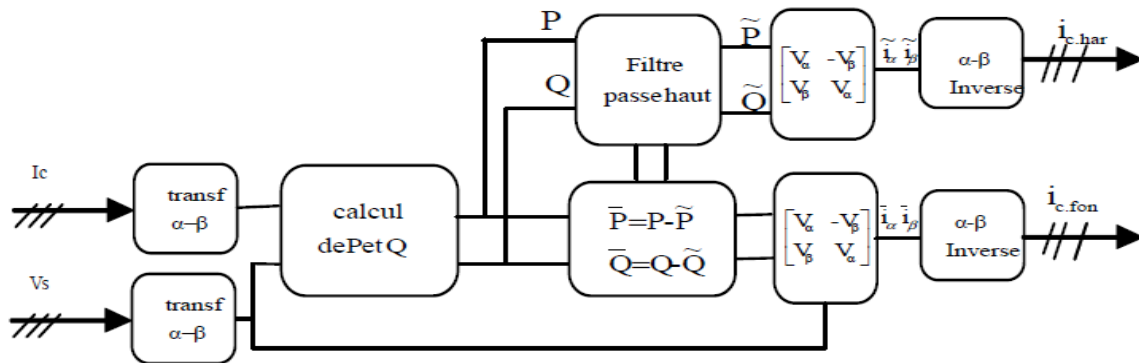 P
Q
Filtre
passe haut
P̃
Q̃
Vα -Vβ
Vβ Vα
ĩα ĩβ
α-β
Inverse
ic.har
Ic
transf
α−β
calcul
de P et Q
P̄=P-P̃
Q̄=Q-Q̃
Vα -Vβ
Vβ Vα
īα īβ
α-β
Inverse
ic.fon
Vs
transf
α−β